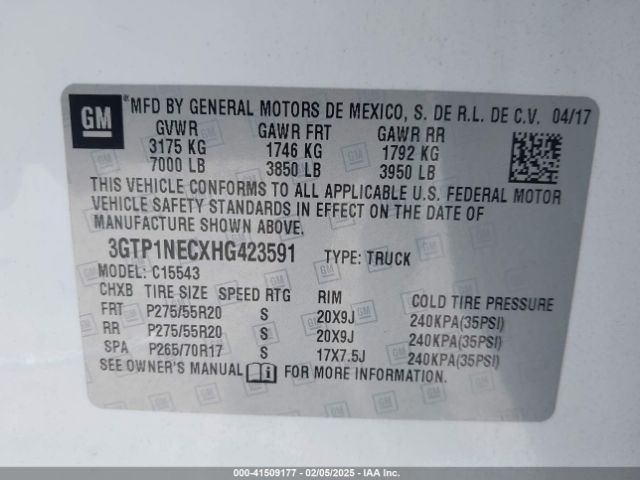 GM ® MFD BY GENERAL MOTORS DE MEXICO, S. DE R.L. DE C.V. 04/17
GVWR GAWR FRT GAWR RR
3175 KG 1746 KG 1792 KG
7000 LB 3850 LB 3950 LB
THIS VEHICLE CONFORMS TO ALL APPLICABLE U.S. FEDERAL MOTOR
VEHICLE SAFETY STANDARDS IN EFFECT ON THE DATE OF
MANUFACTURE SHOWN ABOVE.
3GTP1NECXHG423591 TYPE: TRUCK
MODEL: C15543
CHXB TIRE SIZE SPEED RTG RIM COLD TIRE PRESSURE
FRT P275/55R20 S 20X9J 240KPA(35PSI)
RR P275/55R20 S 20X9J 240KPA(35PSI)
SPA P265/70R17 S 17X7.5J 240KPA(35PSI)
SEE OWNER'S MANUAL FOR MORE INFORMATION.
000-41509177 - 02/05/2025 - IAA Inc.